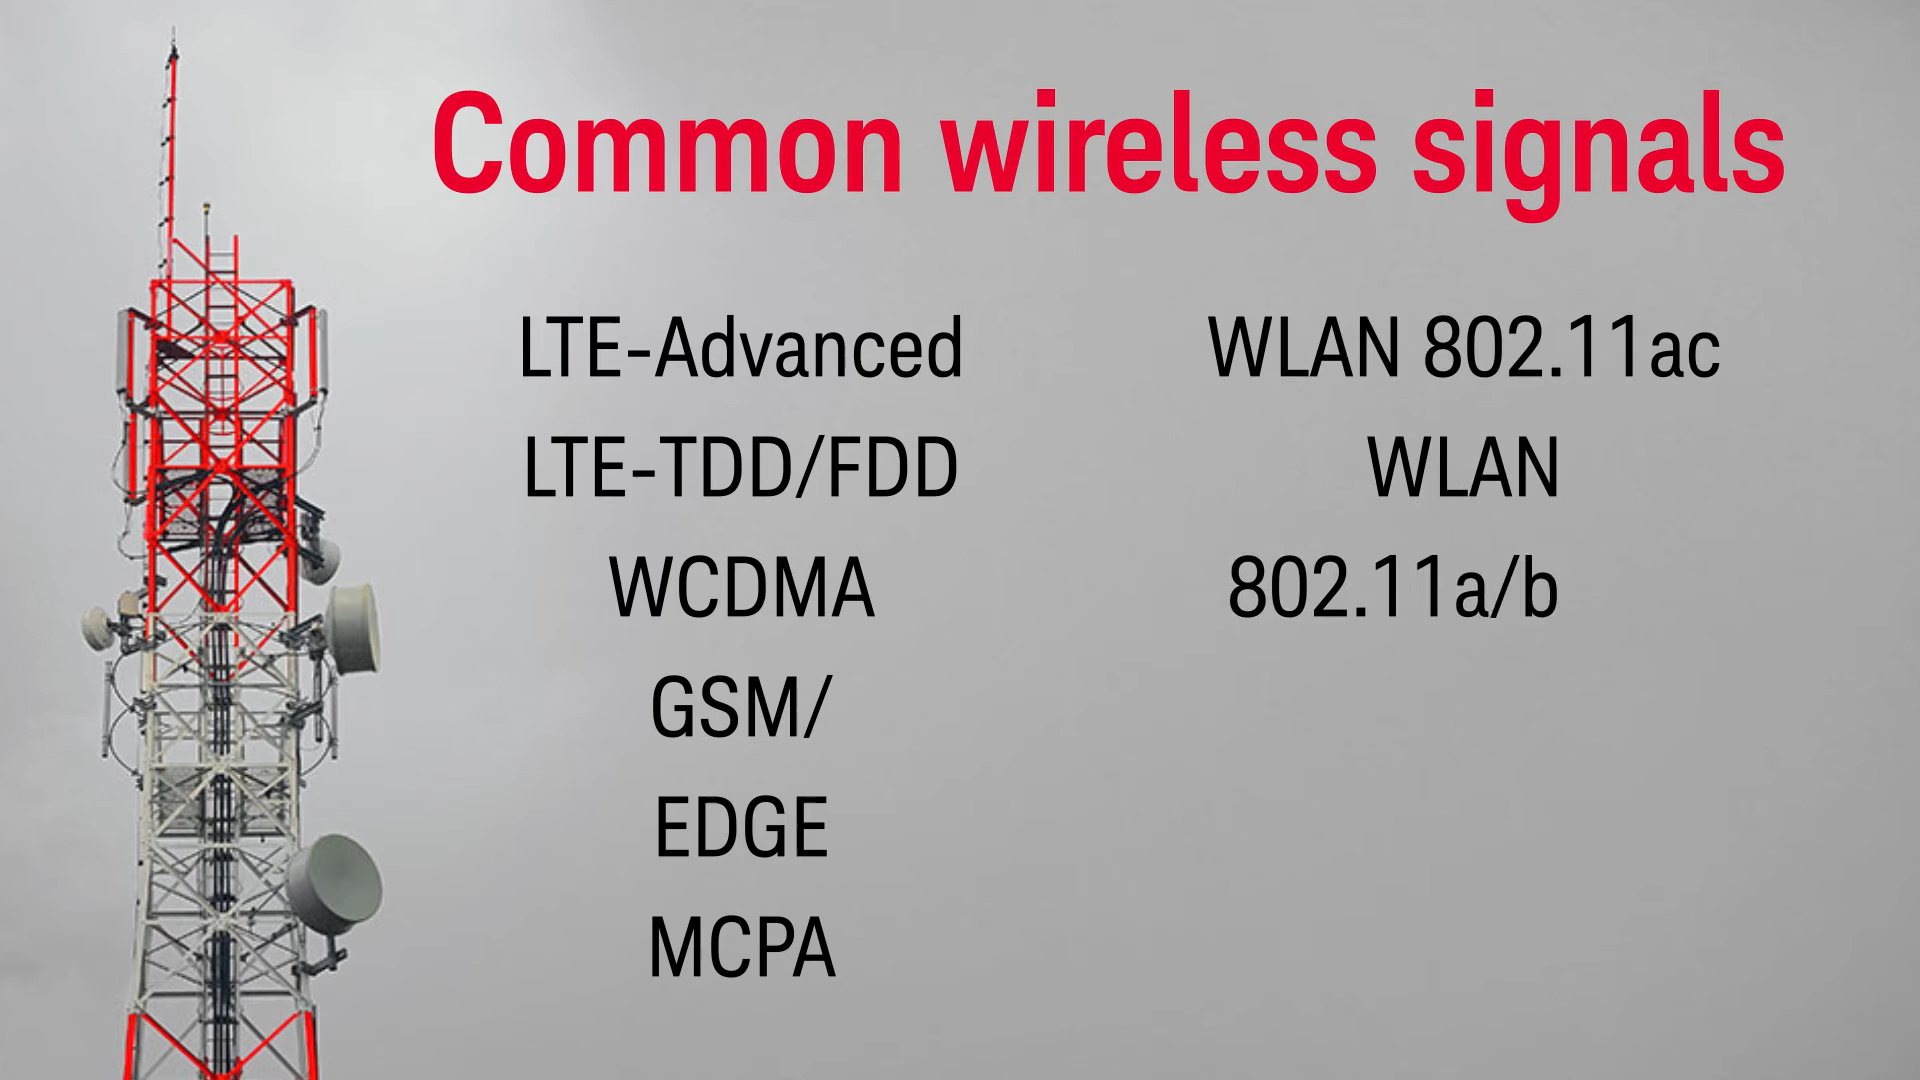 Common wireless signals
LTE-Advanced
LTE-TDD/FDD
WCDMA
GSM/
EDGE
MCPA
WLAN 802.11ac
WLAN
802.11a/b